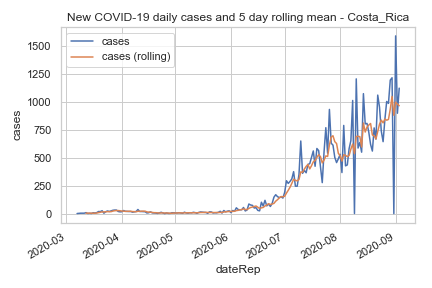 New COVID-19 daily cases and 5 day rolling mean - Costa_Rica
cases
cases (rolling)
1500
1250
1000
750
500
250
0
cases
2020-03
2020-04
2020-05
2020-06
2020-07
2020-08
2020-09
dateRep